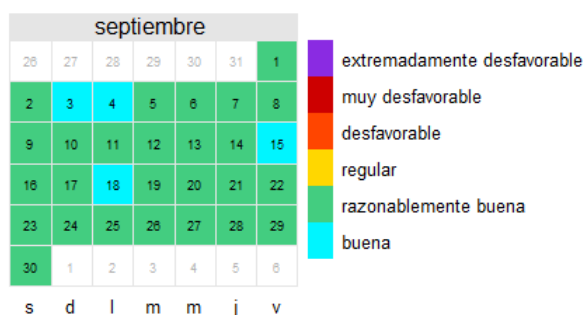 septiembre
26 27 28 29 30 31 1
2 3 4 5 6 7 8
9 10 11 12 13 14 15
16 17 18 19 20 21 22
23 24 25 26 27 28 29
30 1 2 3 4 5 6
s d l m m j v
extremadamente desfavorable
muy desfavorable
desfavorable
regular
razonablemente buena
buena